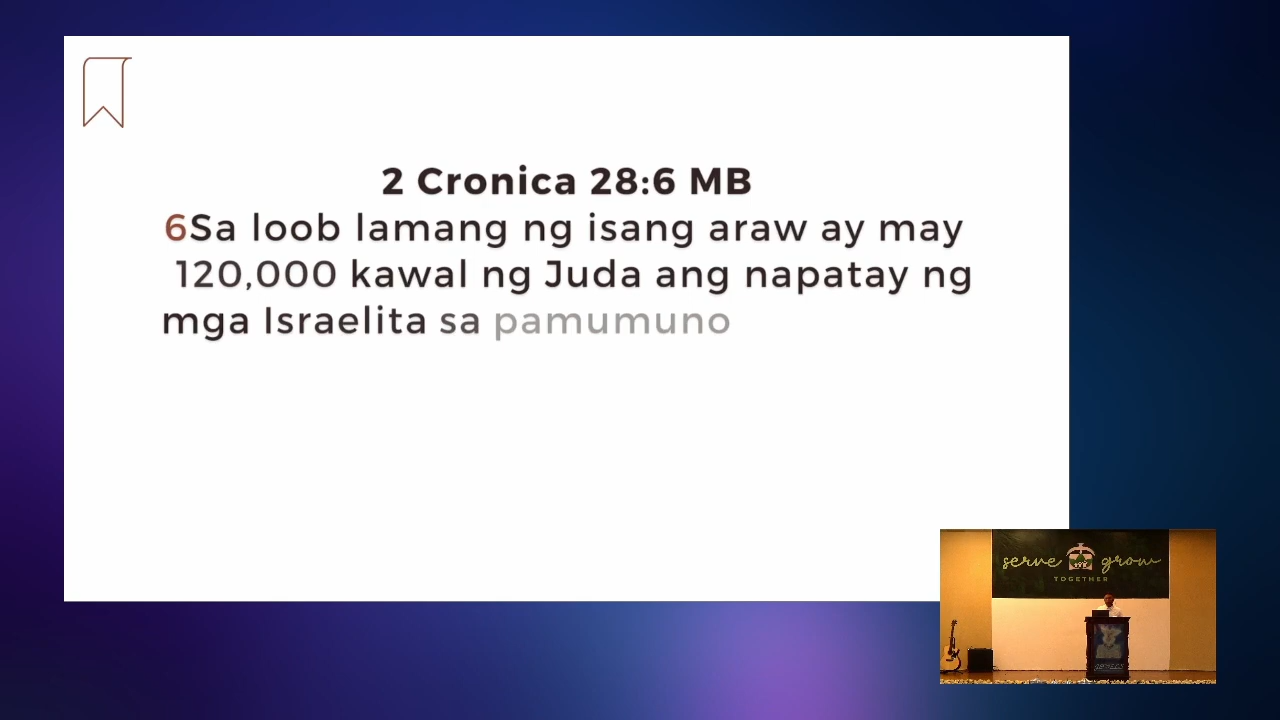 2 Cronica 28:6 MB
6Sa loob lamang ng isang araw ay may
120,000 kawal ng Juda ang napatay ng
mga Israelita sa pamumuno
serve grow
TOGETHER